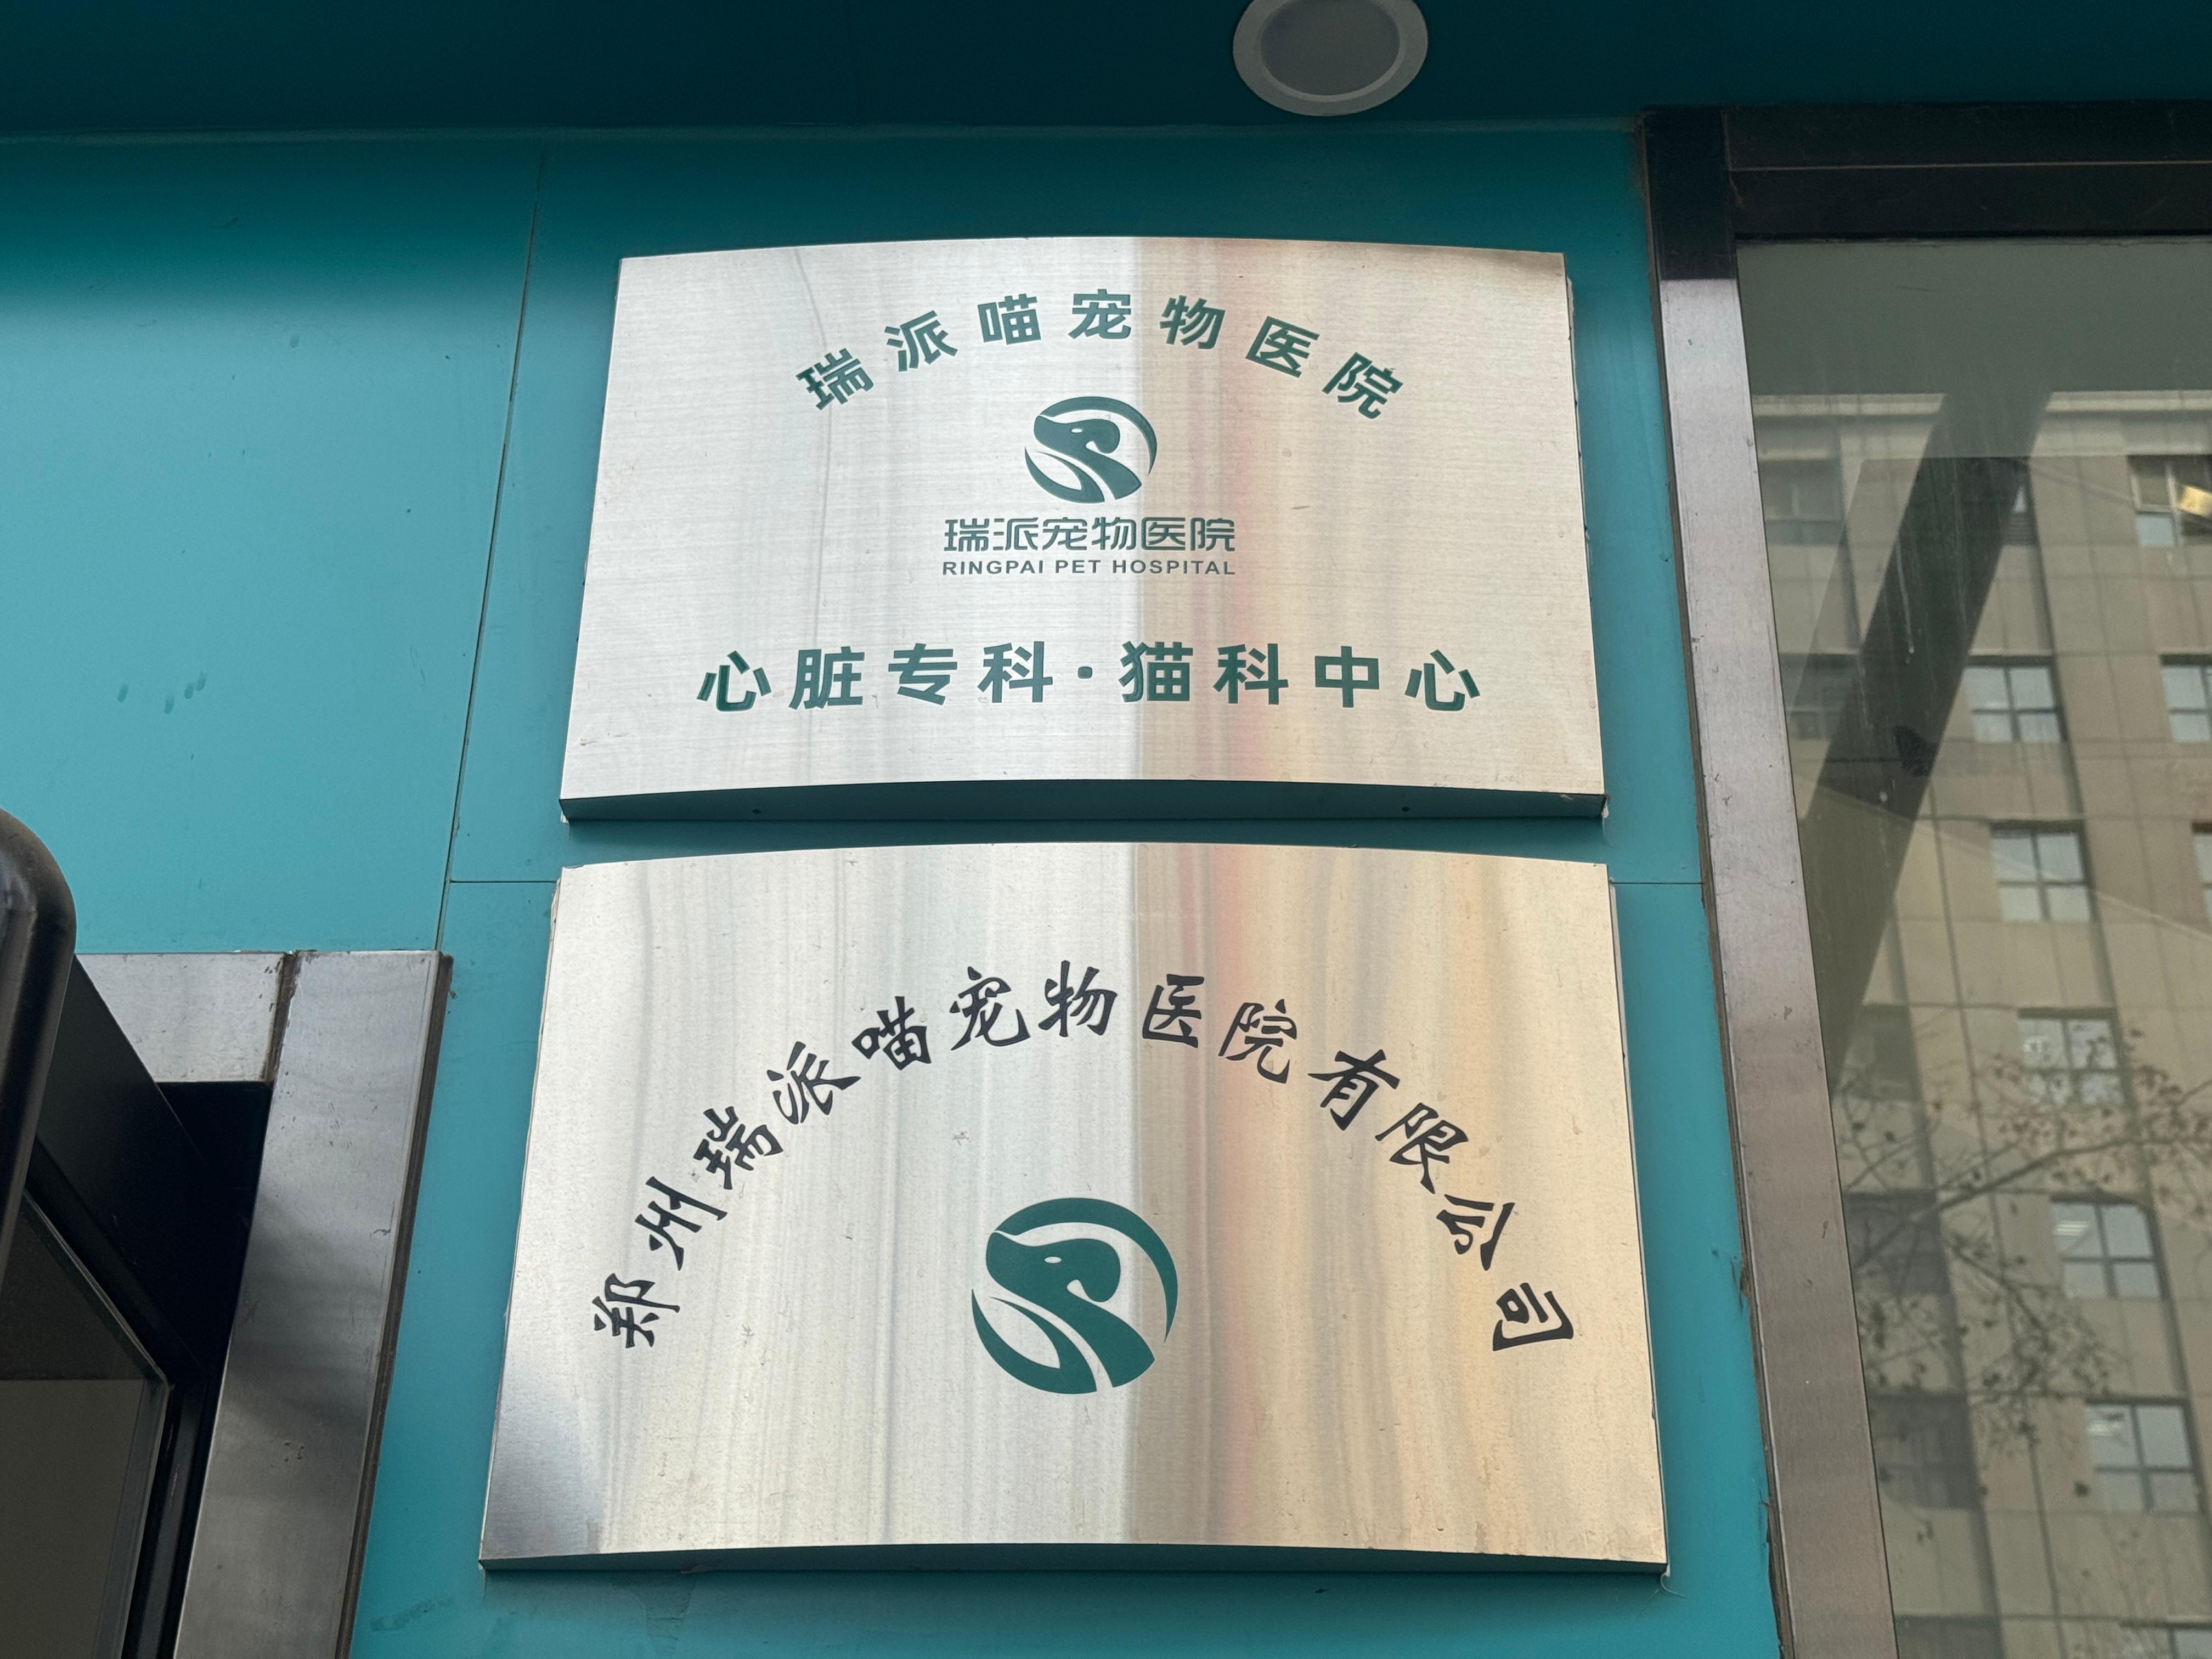 瑞派喵宠物医院
瑞派宠物医院
RINGPAI PET HOSPITAL
心脏专科·猫科中心
郑州瑞派喵宠物医院有限公司